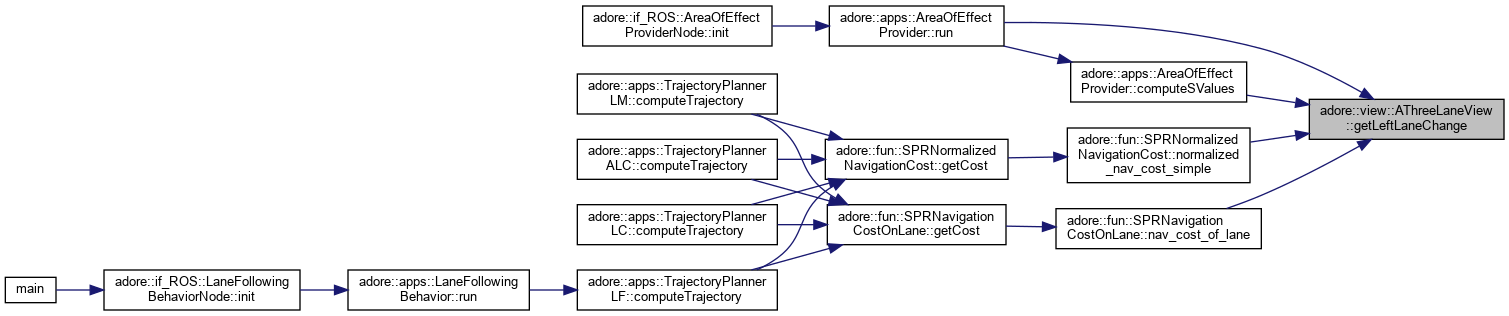 adore::if_ROS::AreaOfEffect
ProviderNode::init
adore::apps::AreaOfEffect
Provider::run
adore::apps::AreaOfEffect
Provider::computeSValues
adore::view::AThreeLaneView
::getLeftLaneChange
adore::apps::TrajectoryPlanner
LM::computeTrajectory
adore::apps::TrajectoryPlanner
ALC::computeTrajectory
adore::fun::SPRNormalized
NavigationCost::getCost
adore::fun::SPRNormalized
NavigationCost::normalized
_nav_cost_simple
adore::apps::TrajectoryPlanner
LC::computeTrajectory
adore::fun::SPRNavigation
CostOnLane::getCost
adore::fun::SPRNavigation
CostOnLane::nav_cost_of_lane
main
adore::if_ROS::LaneFollowing
BehaviorNode::init
adore::apps::LaneFollowing
Behavior::run
adore::apps::TrajectoryPlanner
LF::computeTrajectory